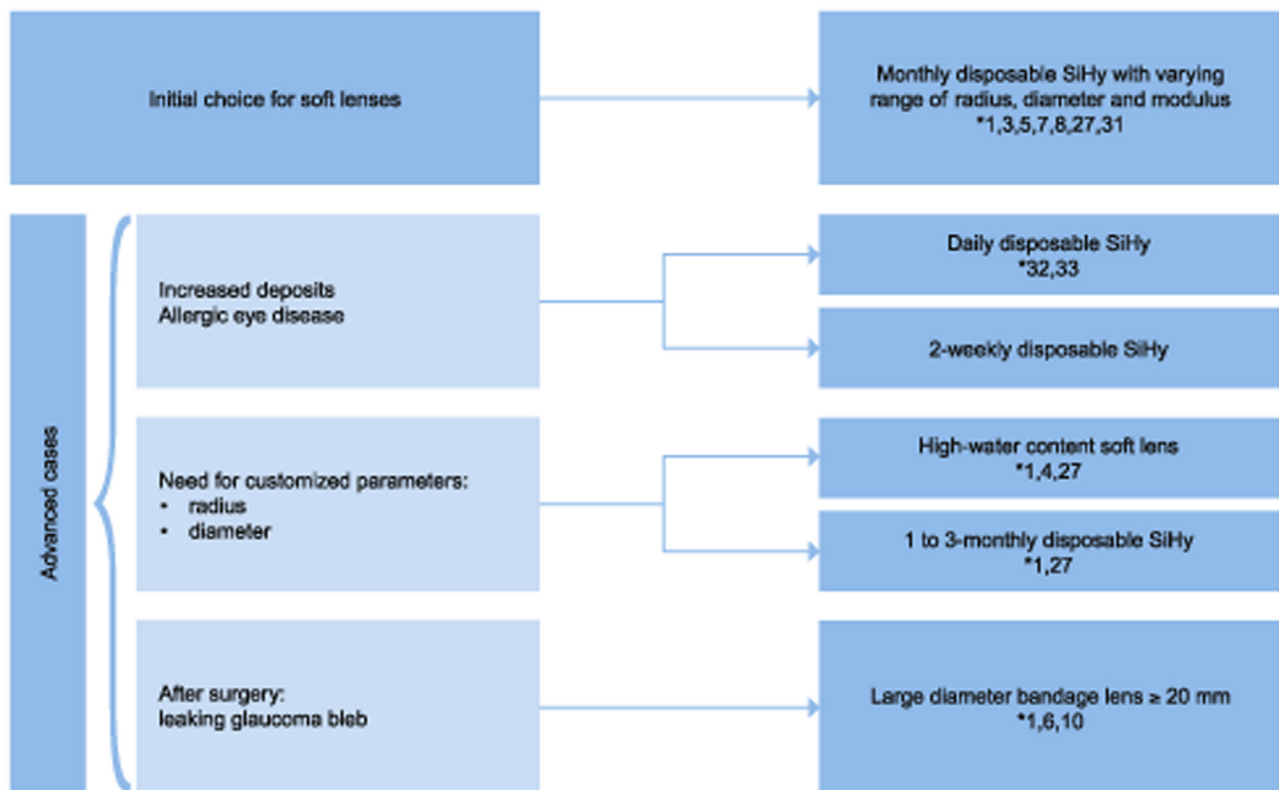 Initial choice for soft lenses
Monthly disposable SiHy with varying
range of radius, diameter and modulus
*1,3,5,7,8,27,31
Advanced cases
Increased deposits
Allergic eye disease
Daily disposable SiHy
*32,33
2-weekly disposable SiHy
Need for customized parameters:
• radius
• diameter
High-water content soft lens
*1,4,27
1 to 3-monthly disposable SiHy
*1,27
After surgery:
leaking glaucoma bleb
Large diameter bandage lens ≥ 20 mm
*1,6,10